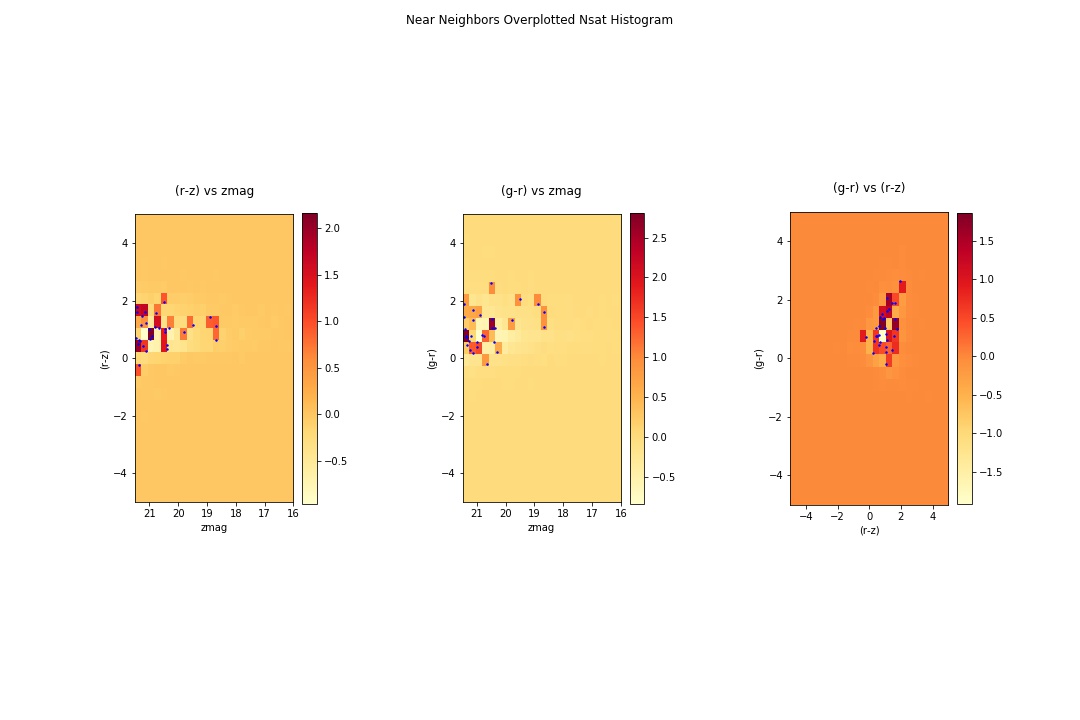 Near Neighbors Overplotted Nsat Histogram
(r-z) vs zmag
4
2
0
−2
−4
(r-z)
21 20 19 18 17 16
zmag
2.0
1.5
1.0
0.5
0.0
−0.5
(g-r) vs zmag
4
2
0
−2
−4
(g-r)
21 20 19 18 17 16
zmag
2.5
2.0
1.5
1.0
0.5
0.0
−0.5
(g-r) vs (r-z)
4
2
0
−2
−4
(g-r)
−4 −2 0 2 4
(r-z)
1.5
1.0
0.5
0.0
−0.5
−1.0
−1.5